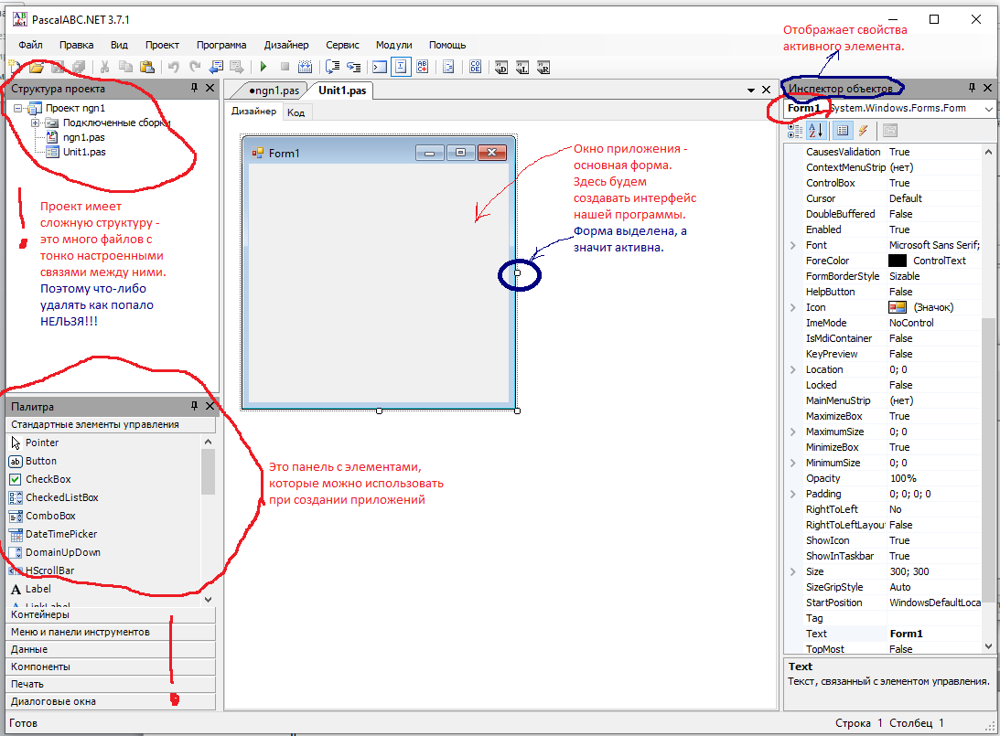 PascalABC.NET 3.7.1
Файл Правка Вид Проект Программа Дизайнер Сервис Модули Помощь
Отображает свойства
активного элемента.
Структура проекта
Проект ngn1
Подключенные сборки
ngn1.pas
Unit1.pas
Проект имеет
сложную структуру -
это много файлов с
тонко настроенными
связями между ними.
Поэтому что-либо
удалять как попало
НЕЛЬЗЯ!!!
Палитра
Стандартные элементы управления
Pointer
Button
CheckBox
CheckedListBox
ComboBox
DateTimePicker
DomainUpDown
HScrollBar
Label
LinkLabel
Контейнеры
Меню и панели инструментов
Данные
Компоненты
Печать
Диалоговые окна
•ngn1.pas Unit1.pas
Дизайнер Код
Form1
Окно приложения -
основная форма.
Здесь будем
создавать интерфейс
нашей программы.
Форма выделена, а
значит активна.
Это панель с элементами,
которые можно использовать
при создании приложений
Инспектор объектов
Form1 System.Windows.Forms.Form
CausesValidation True
ContextMenuStrip (нет)
ControlBox True
Cursor Default
DoubleBuffered False
Enabled True
Font Microsoft Sans Serif;
ForeColor ControlText
FormBorderStyle Sizable
HelpButton False
Icon (Значок)
ImeMode NoControl
IsMdiContainer False
KeyPreview False
Location 0; 0
Locked False
MainMenuStrip (нет)
MaximizeBox True
MaximumSize 0; 0
MinimizeBox True
MinimumSize 0; 0
Opacity 100%
Padding 0; 0; 0; 0
RightToLeft No
RightToLeftLayou False
ShowIcon True
ShowInTaskbar True
Size 300; 300
SizeGripStyle Auto
StartPosition WindowsDefaultLoca
Tag
Text Form1
TopMost False
Text
Текст, связанный с элементом управления.
Готов
Строка 1 Столбец 1